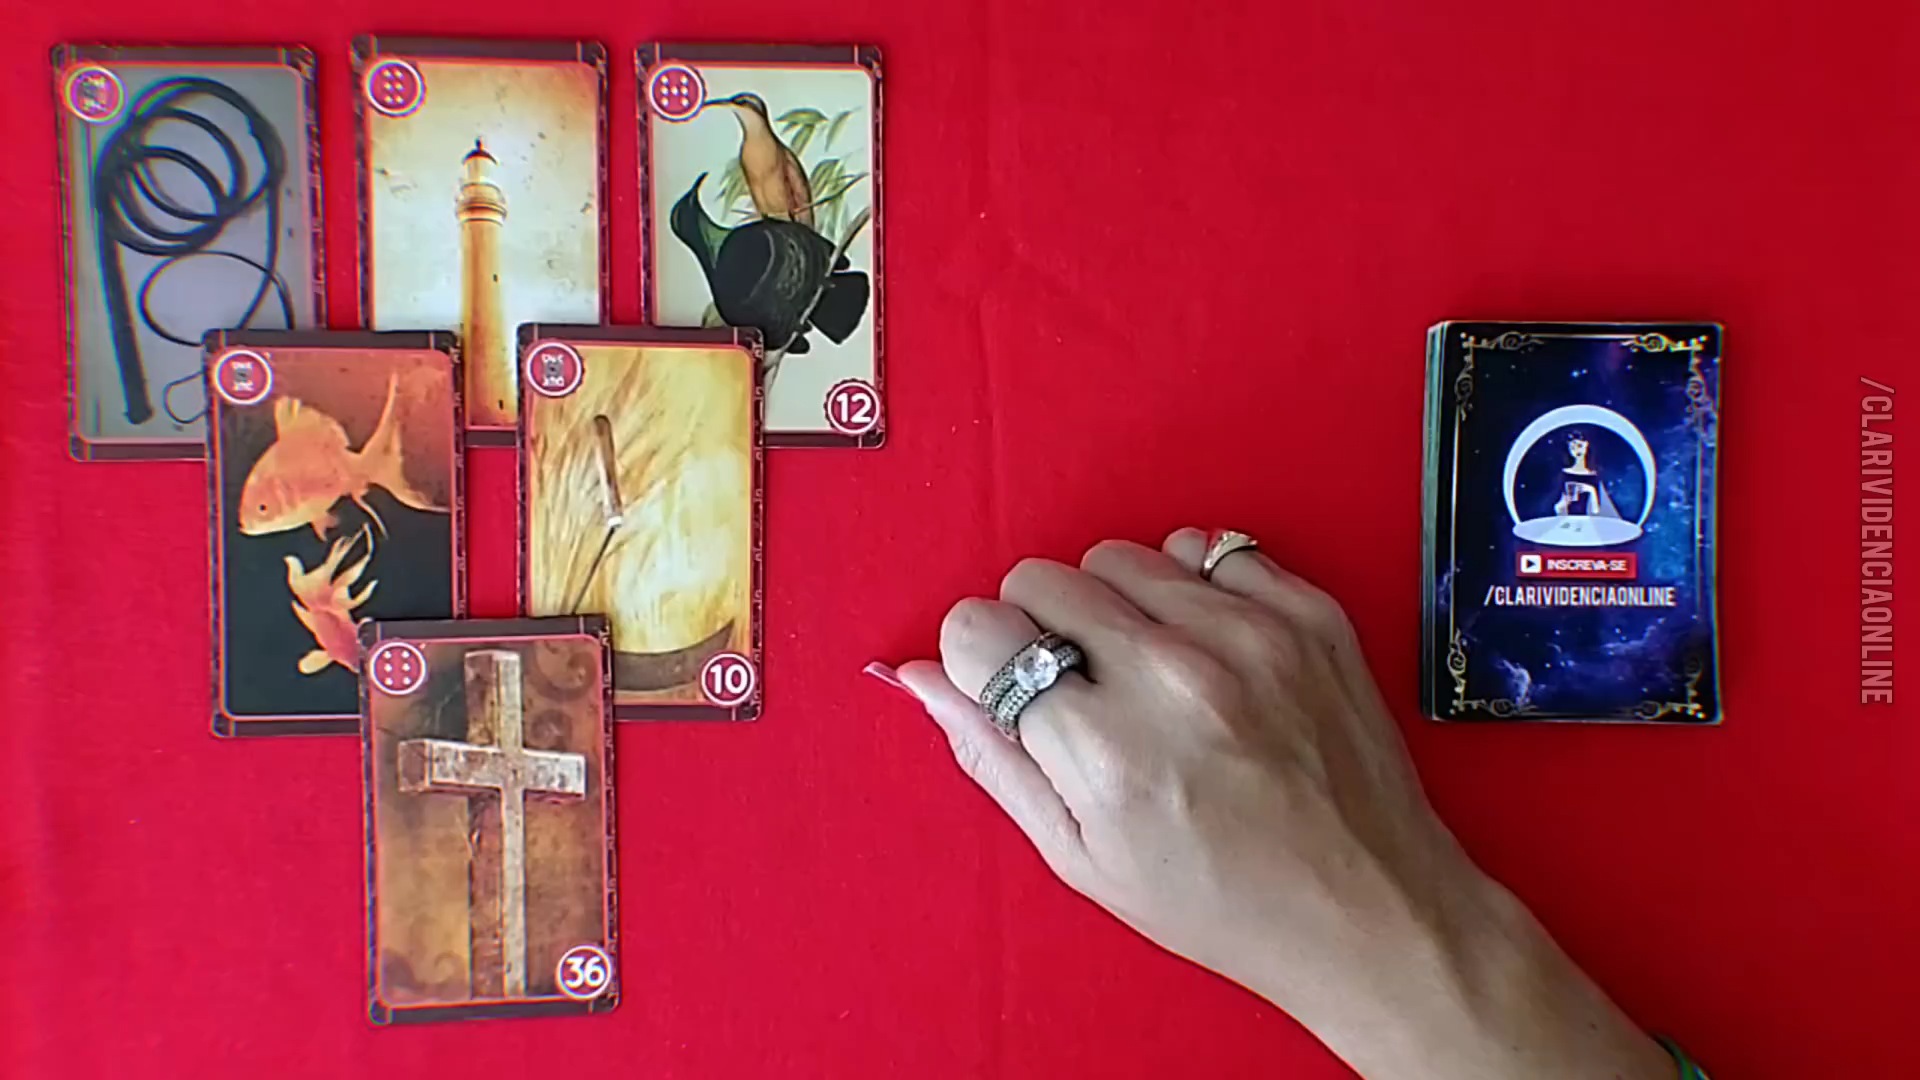 12
10
36
INSCREVA-SE
/CLARIVIDENCIAONLINE
/CLARIVIDENCIAONLINE